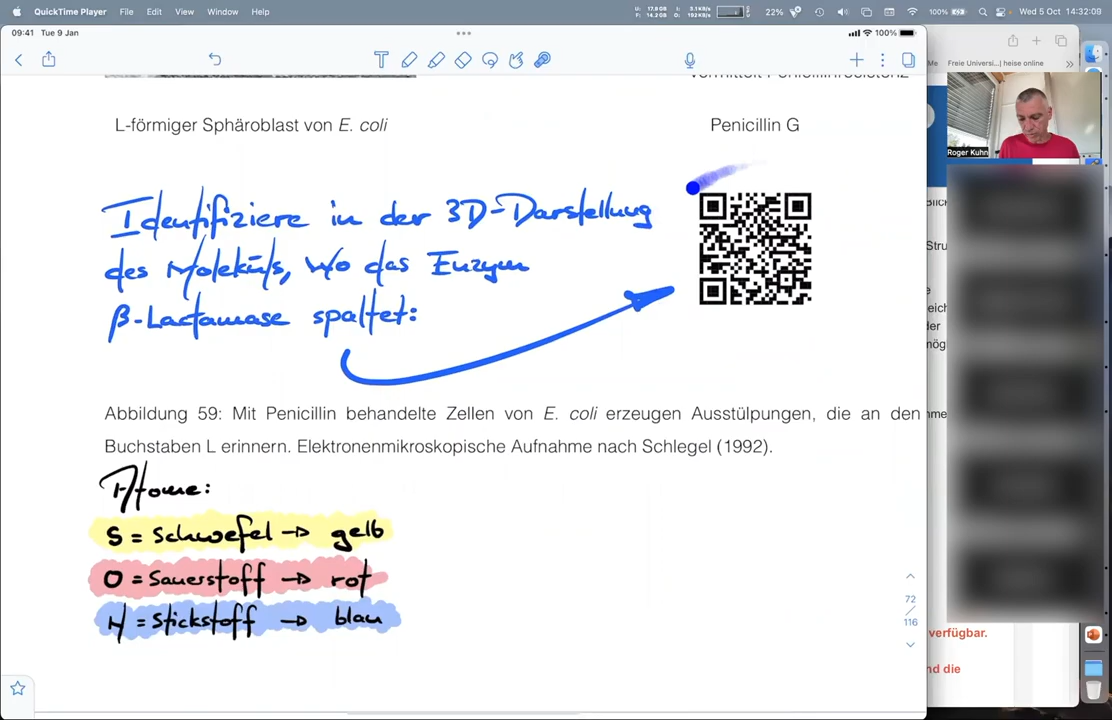 QuickTime Player File Edit View Window Help
22% 100% Wed 5 Oct 14:32:09
09:41 Tue 9 Jan
100%
Freie Universi...| heise online
L-förmiger Sphäroblast von E. coli
Penicillin G
Roger Kuhn
Identifiziere in der 3D-Darstellung
des Moleküls, wo das Enzym
β-Lactamase spaltet:
Abbildung 59: Mit Penicillin behandelte Zellen von E. coli erzeugen Ausstülpungen, die an den
Buchstaben L erinnern. Elektronenmikroskopische Aufnahme nach Schlegel (1992).
Atome:
S = Schwefel → gelb
O = Sauerstoff → rot
N = Stickstoff → blau
72
/
116
verfügbar.
nd die